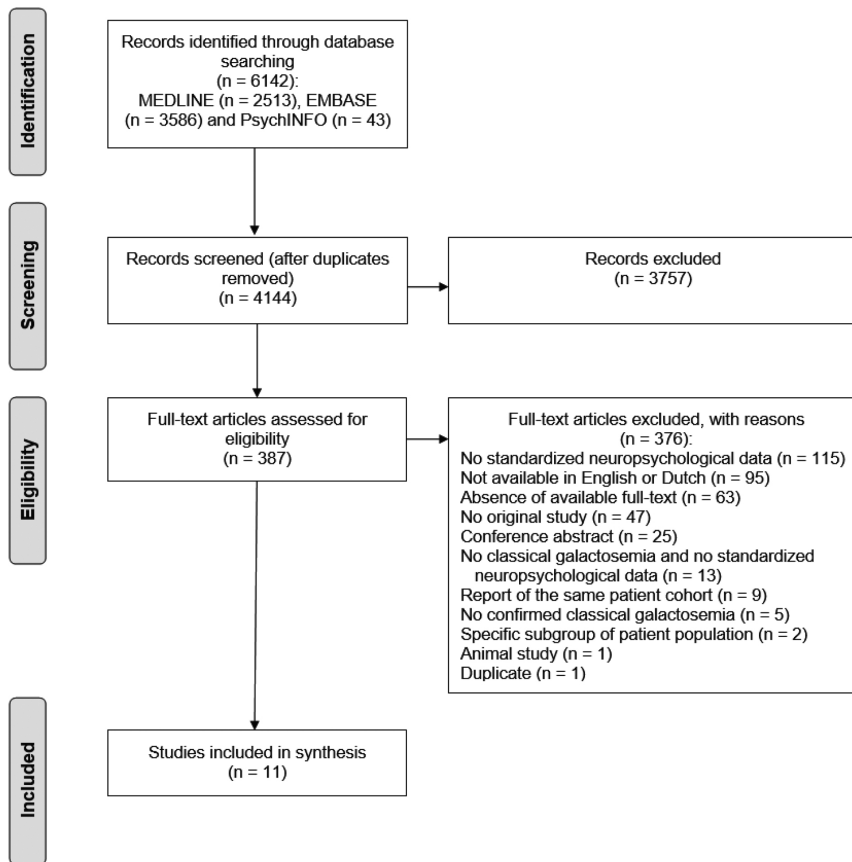 Identification
Records identified through database
searching
(n = 6142):
MEDLINE (n = 2513), EMBASE
(n = 3586) and PsychINFO (n = 43)
Screening
Records screened (after duplicates
removed)
(n = 4144)
Records excluded
(n = 3757)
Eligibility
Full-text articles assessed for
eligibility
(n = 387)
Full-text articles excluded, with reasons
(n = 376):
No standardized neuropsychological data (n = 115)
Not available in English or Dutch (n = 95)
Absence of available full-text (n = 63)
No original study (n = 47)
Conference abstract (n = 25)
No classical galactosemia and no standardized
neuropsychological data (n = 13)
Report of the same patient cohort (n = 9)
No confirmed classical galactosemia (n = 5)
Specific subgroup of patient population (n = 2)
Animal study (n = 1)
Duplicate (n = 1)
Included
Studies included in synthesis
(n = 11)